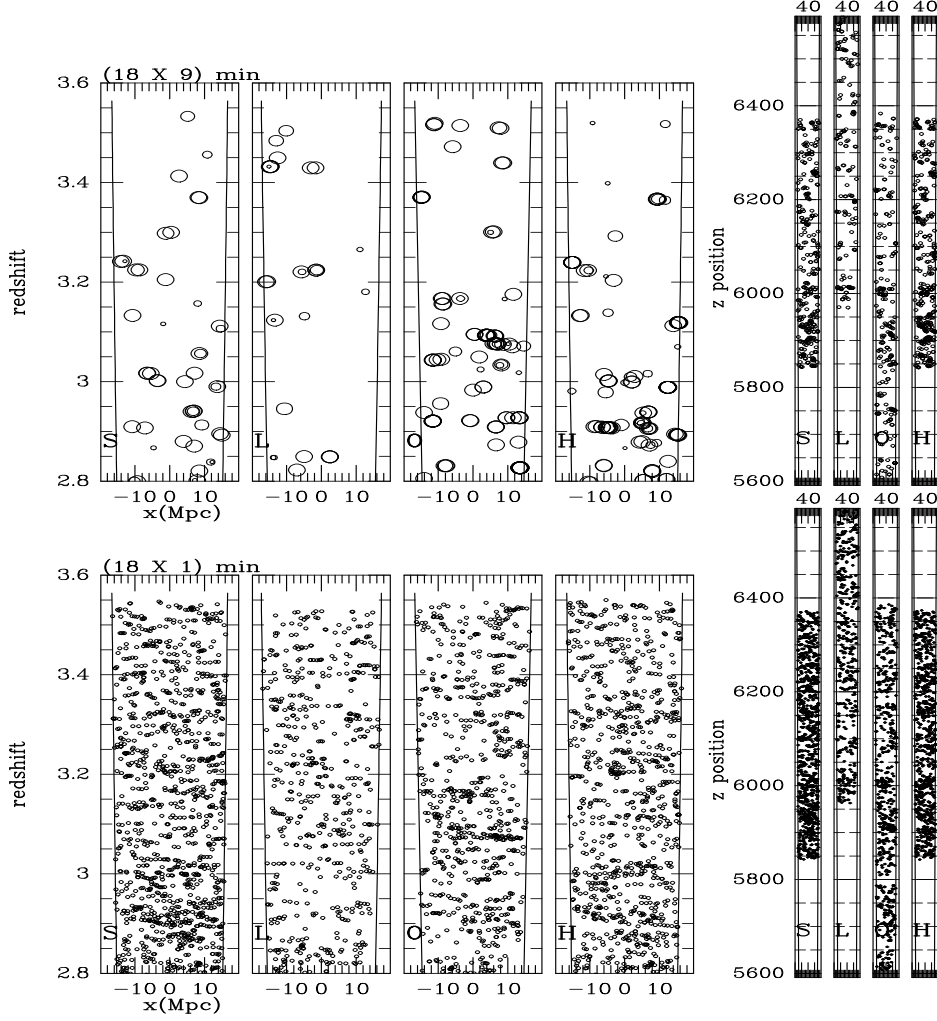 40 40 40 40
(18 X 9) min
3.6
3.4
3.2
3
2.8
redshift
S L O H
−10 0 10 −10 0 10 −10 0 10 −10 0 10
x(Mpc)
6400
6200
6000
5800
5600
z position
S L O H
40 40 40 40
(18 X 1) min
3.6
3.4
3.2
3
2.8
redshift
S L O H
−10 0 10 −10 0 10 −10 0 10 −10 0 10
x(Mpc)
6400
6200
6000
5800
5600
z position
S L O H